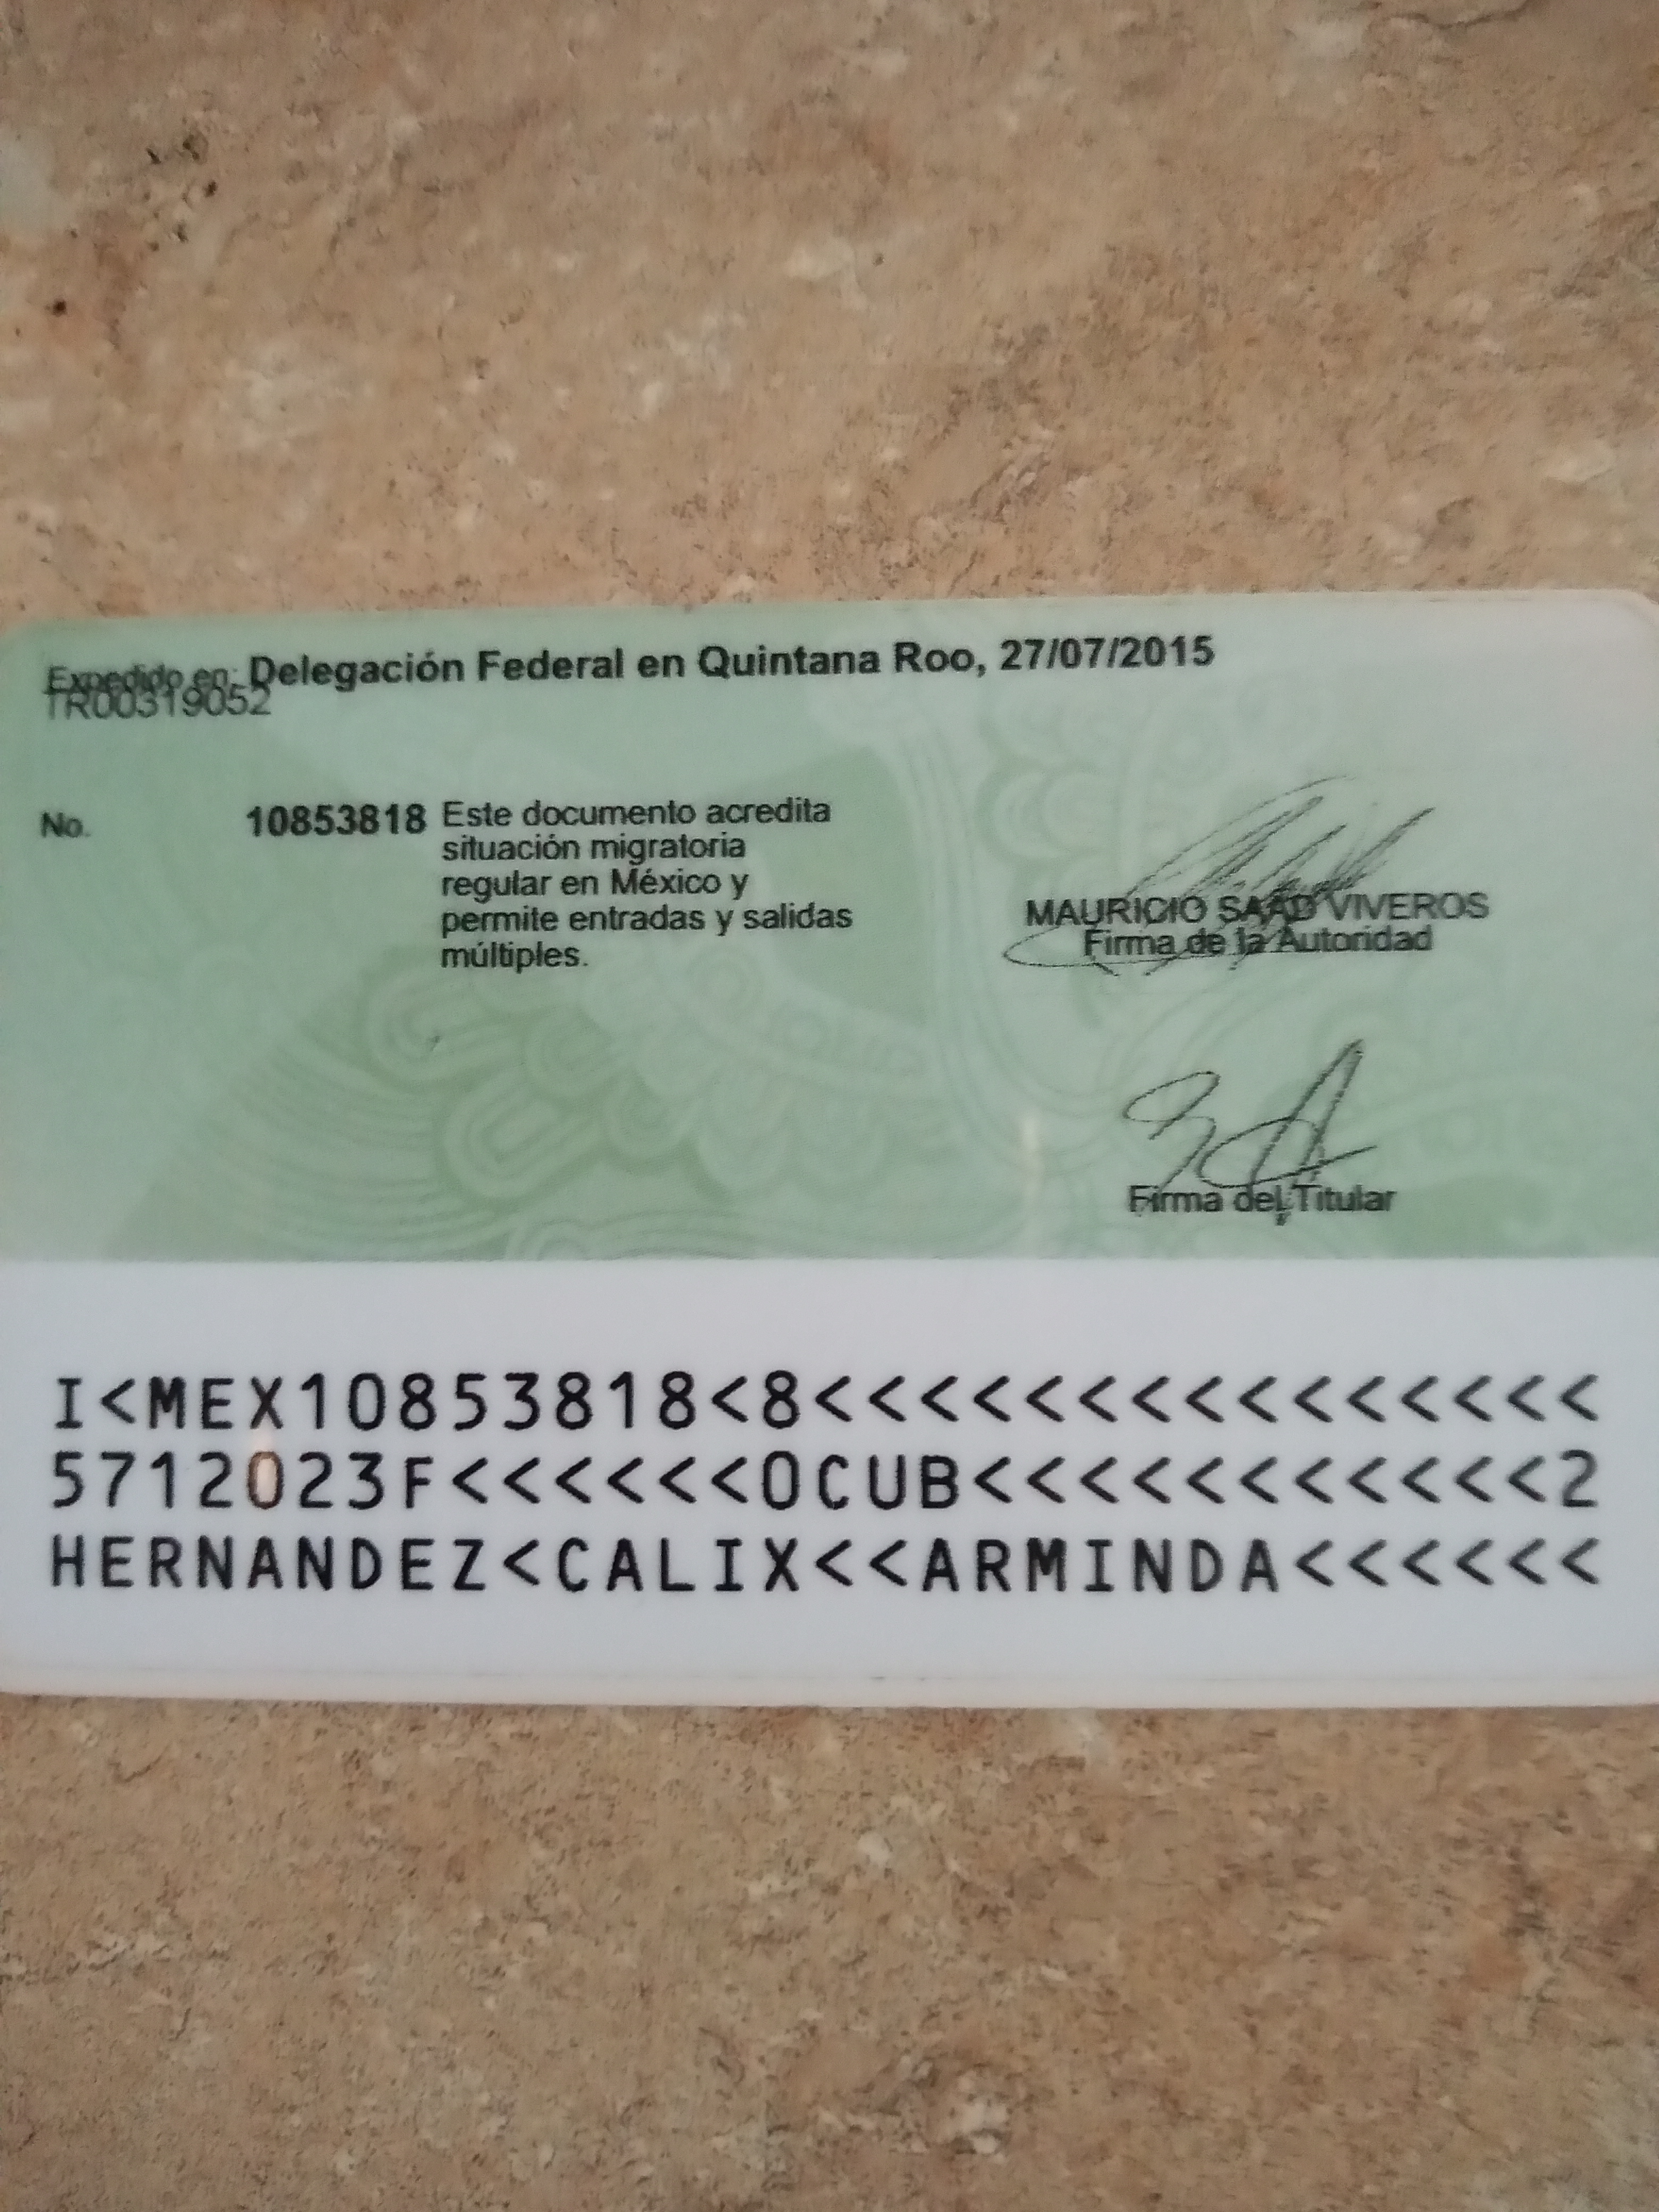 Expedido en: Delegación Federal en Quintana Roo, 27/07/2015
TR00319052
No. 10853818 Este documento acredita
situación migratoria
regular en México y
permite entradas y salidas
múltiples.
MAURICIO SAAD VIVEROS
Firma de la Autoridad
Firma del Titular
I<MEX10853818<8<<<<<<<<<<<<<<<
5712023F<<<<<<0CUB<<<<<<<<<<<2
HERNANDEZ<CALIX<<ARMINDA<<<<<<